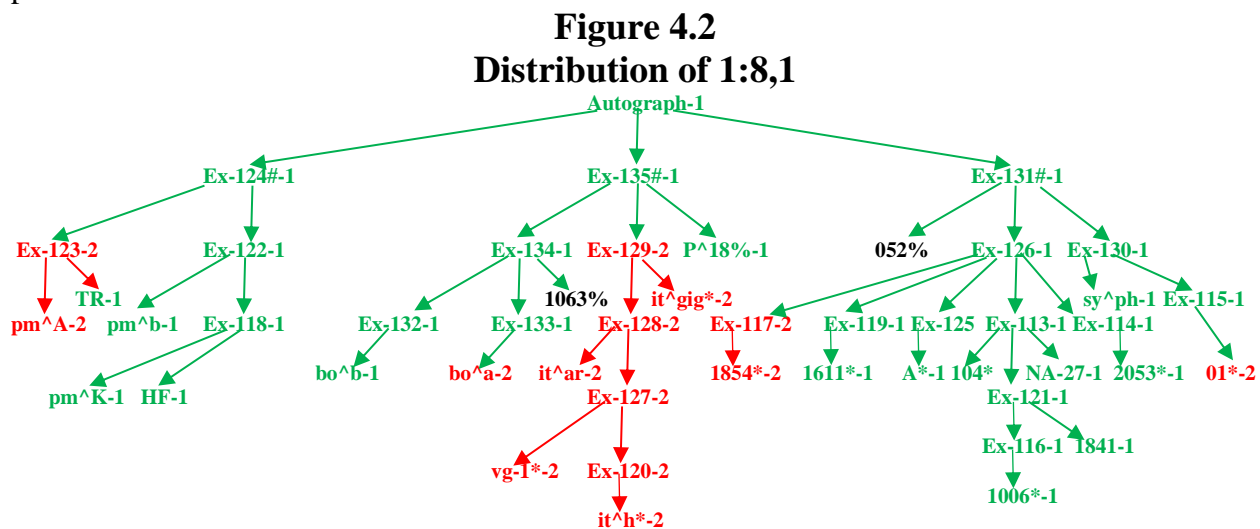 Figure 4.2
Distribution of 1:8,1
Autograph-1
Ex-124#-1 Ex-135#-1 Ex-131#-1
Ex-123-2 Ex-122-1 Ex-134-1 Ex-129-2 P^18%-1 052% Ex-126-1 Ex-130-1
TR-1 1063% it^gig*-2 sy^ph-1 Ex-115-1
pm^A-2 pm^b-1 Ex-118-1 Ex-132-1 Ex-133-1 Ex-128-2 Ex-117-2 Ex-119-1 Ex-125 Ex-113-1 Ex-114-1
bo^b-1 bo^a-2 it^ar-2 1854*-2 1611*-1 A*-1 104* NA-27-1 2053*-1 01*-2
pm^K-1 HF-1 Ex-127-2 Ex-121-1
Ex-116-1 1841-1
vg-1*-2 Ex-120-2
1006*-1
it^h*-2